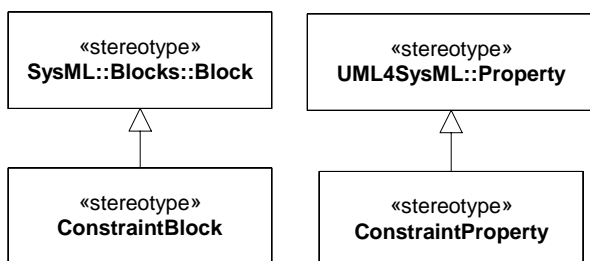 «stereotype»
SysML::Blocks::Block
«stereotype»
UML4SysML::Property
«stereotype»
ConstraintBlock
«stereotype»
ConstraintProperty